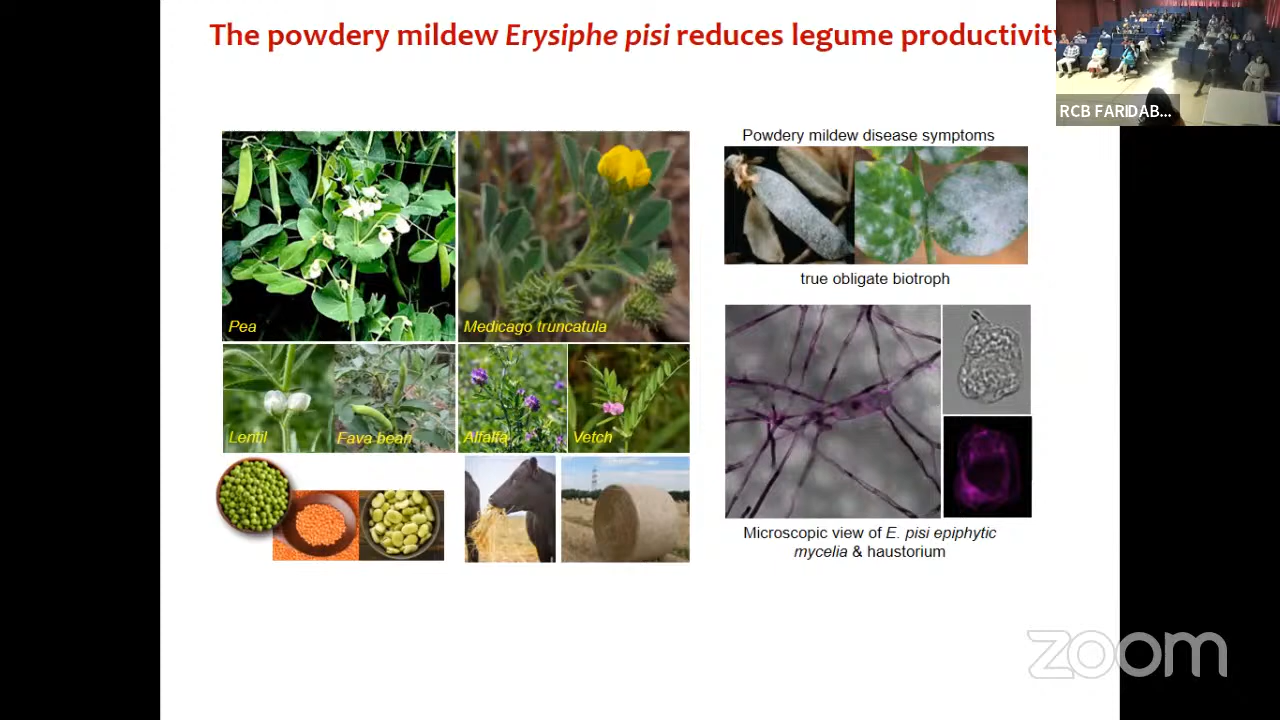 The powdery mildew Erysiphe pisi reduces legume productivity
RCB FARIDAB...
Powdery mildew disease symptoms
true obligate biotroph
Pea
Medicago truncatula
Lentil
Fava bean
Alfalfa
Vetch
Microscopic view of E. pisi epiphytic
mycelia & haustorium
zoom